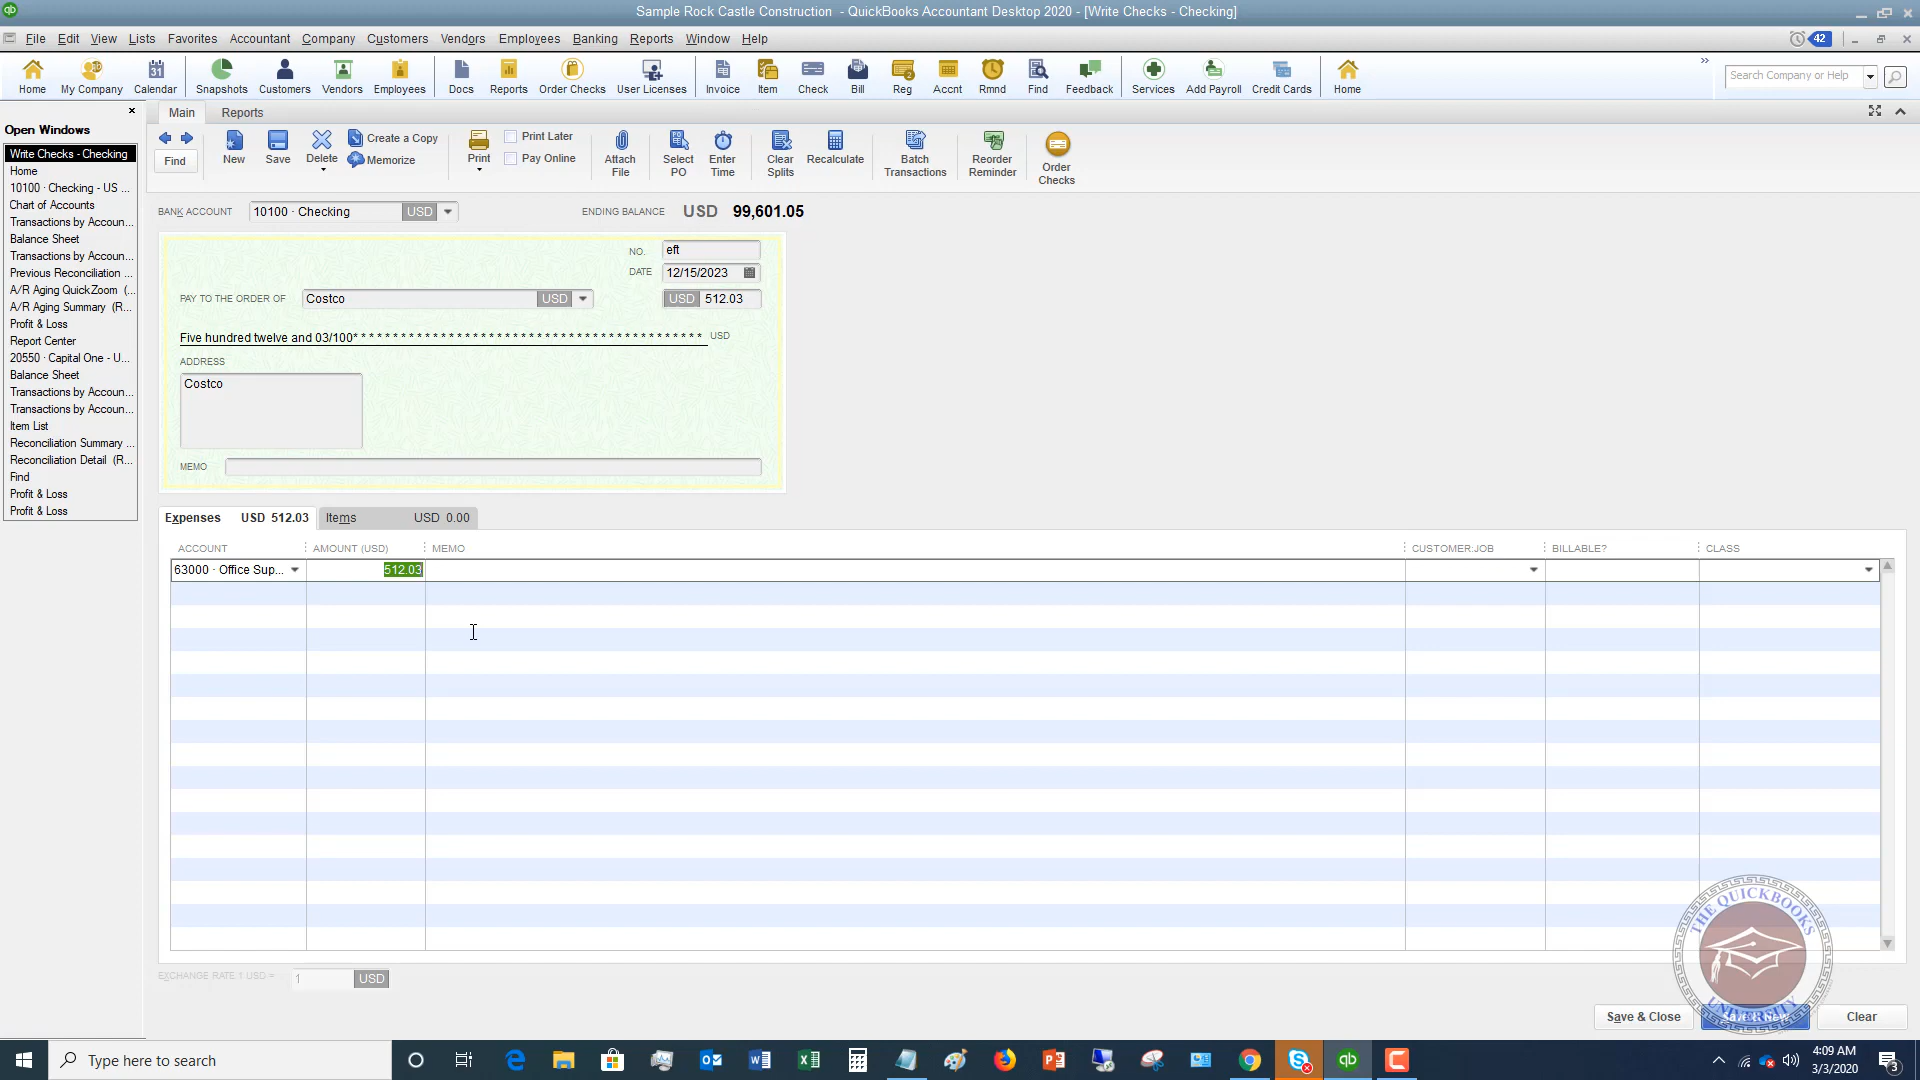 Sample Rock Castle Construction - QuickBooks Accountant Desktop 2020 - [Write Checks - Checking]
File Edit View Lists Favorites Accountant Company Customers Vendors Employees Banking Reports Window Help
42
Home My Company Calendar Snapshots Customers Vendors Employees Docs Reports Order Checks User Licenses Invoice Item Check Bill Reg Accnt Rmnd Find Feedback Services Add Payroll Credit Cards Home
Search Company or Help
Open Windows
Write Checks - Checking
Home
10100 · Checking - US ...
Chart of Accounts
Transactions by Accoun...
Balance Sheet
Transactions by Accoun...
Previous Reconciliation ...
A/R Aging QuickZoom (...
A/R Aging Summary (R...
Profit & Loss
Report Center
20550 · Capital One - U...
Balance Sheet
Transactions by Accoun...
Transactions by Accoun...
Item List
Reconciliation Summary ...
Reconciliation Detail (R...
Find
Profit & Loss
Profit & Loss
Main Reports
Find New Save Delete Create a Copy
Memorize
Print Print Later
Pay Online
Attach File
Select PO
Enter Time
Clear Splits
Recalculate
Batch Transactions
Reorder Reminder
Order Checks
BANK ACCOUNT 10100 · Checking USD ENDING BALANCE USD 99,601.05
NO. eft
DATE 12/15/2023
PAY TO THE ORDER OF Costco USD USD 512.03
Five hundred twelve and 03/100* * * * * * * * * * * * * * * * * * * * * * * * * * * * * * * * * * * * * * * * * * USD
ADDRESS
Costco
MEMO
Expenses USD 512.03 Items USD 0.00
ACCOUNT AMOUNT (USD) MEMO CUSTOMER:JOB BILLABLE? CLASS
63000 · Office Sup... 512.03
EXCHANGE RATE 1 USD = 1 USD
THE QUICKBOOKS UNIVERSITY
Save & Close Clear
Type here to search
4:09 AM
3/3/2020
3